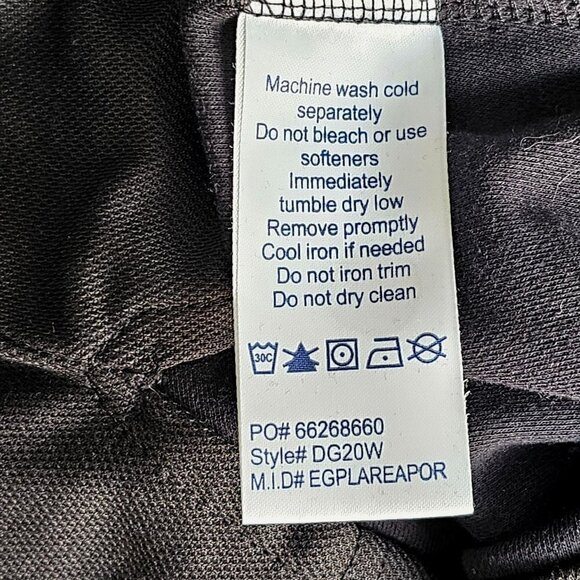 Machine wash cold
separately
Do not bleach or use
softeners
Immediately
tumble dry low
Remove promptly
Cool iron if needed
Do not iron trim
Do not dry clean
30C
PO# 66268660
Style# DG20W
M.I.D# EGPLAREAPOR